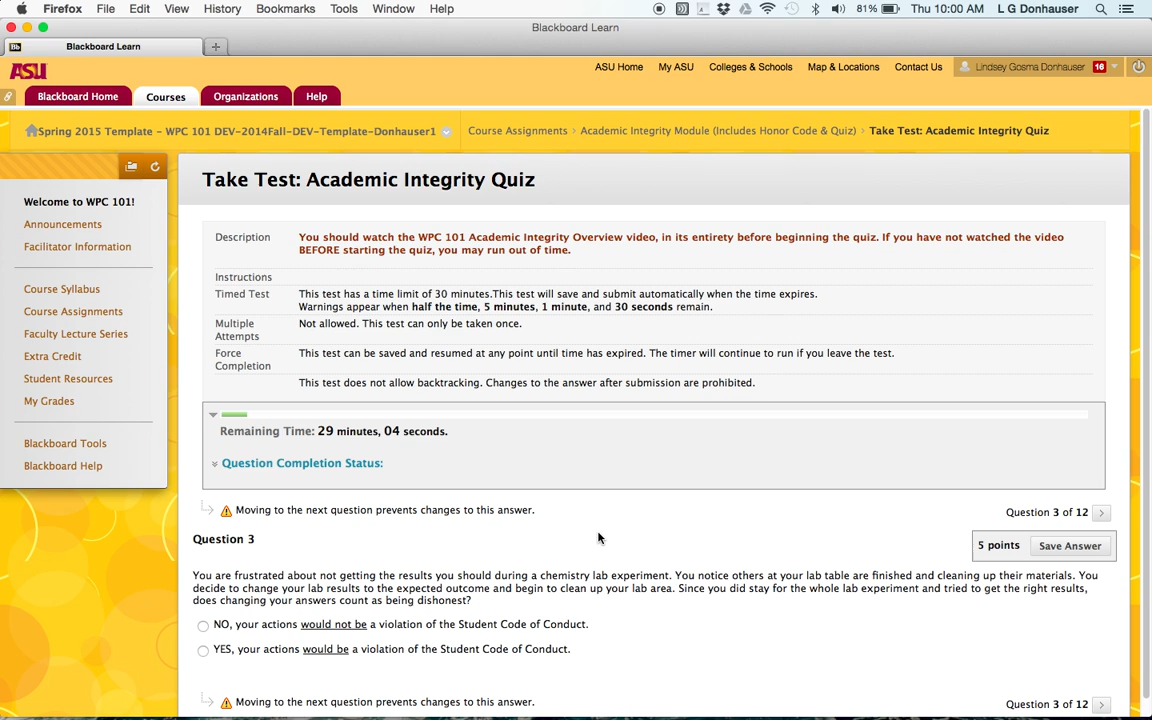 Firefox File Edit View History Bookmarks Tools Window Help 81% Thu 10:00 AM L G Donhauser
Blackboard Learn
Bb Blackboard Learn +
ASU ASU Home My ASU Colleges & Schools Map & Locations Contact Us Lindsey Gosma Donhauser 16
Blackboard Home Courses Organizations Help
Spring 2015 Template - WPC 101 DEV-2014Fall-DEV-Template-Donhauser1 Course Assignments > Academic Integrity Module (Includes Honor Code & Quiz) > Take Test: Academic Integrity Quiz
Welcome to WPC 101!
Announcements
Facilitator Information
Course Syllabus
Course Assignments
Faculty Lecture Series
Extra Credit
Student Resources
My Grades
Blackboard Tools
Blackboard Help
Take Test: Academic Integrity Quiz
Description You should watch the WPC 101 Academic Integrity Overview video, in its entirety before beginning the quiz. If you have not watched the video
BEFORE starting the quiz, you may run out of time.
Instructions
Timed Test This test has a time limit of 30 minutes.This test will save and submit automatically when the time expires.
Warnings appear when half the time, 5 minutes, 1 minute, and 30 seconds remain.
Multiple Not allowed. This test can only be taken once.
Attempts
Force This test can be saved and resumed at any point until time has expired. The timer will continue to run if you leave the test.
Completion
This test does not allow backtracking. Changes to the answer after submission are prohibited.
Remaining Time: 29 minutes, 04 seconds.
Question Completion Status:
Moving to the next question prevents changes to this answer. Question 3 of 12 >
Question 3 5 points Save Answer
You are frustrated about not getting the results you should during a chemistry lab experiment. You notice others at your lab table are finished and cleaning up their materials. You
decide to change your lab results to the expected outcome and begin to clean up your lab area. Since you did stay for the whole lab experiment and tried to get the right results,
does changing your answers count as being dishonest?
NO, your actions would not be a violation of the Student Code of Conduct.
YES, your actions would be a violation of the Student Code of Conduct.
Moving to the next question prevents changes to this answer. Question 3 of 12 >